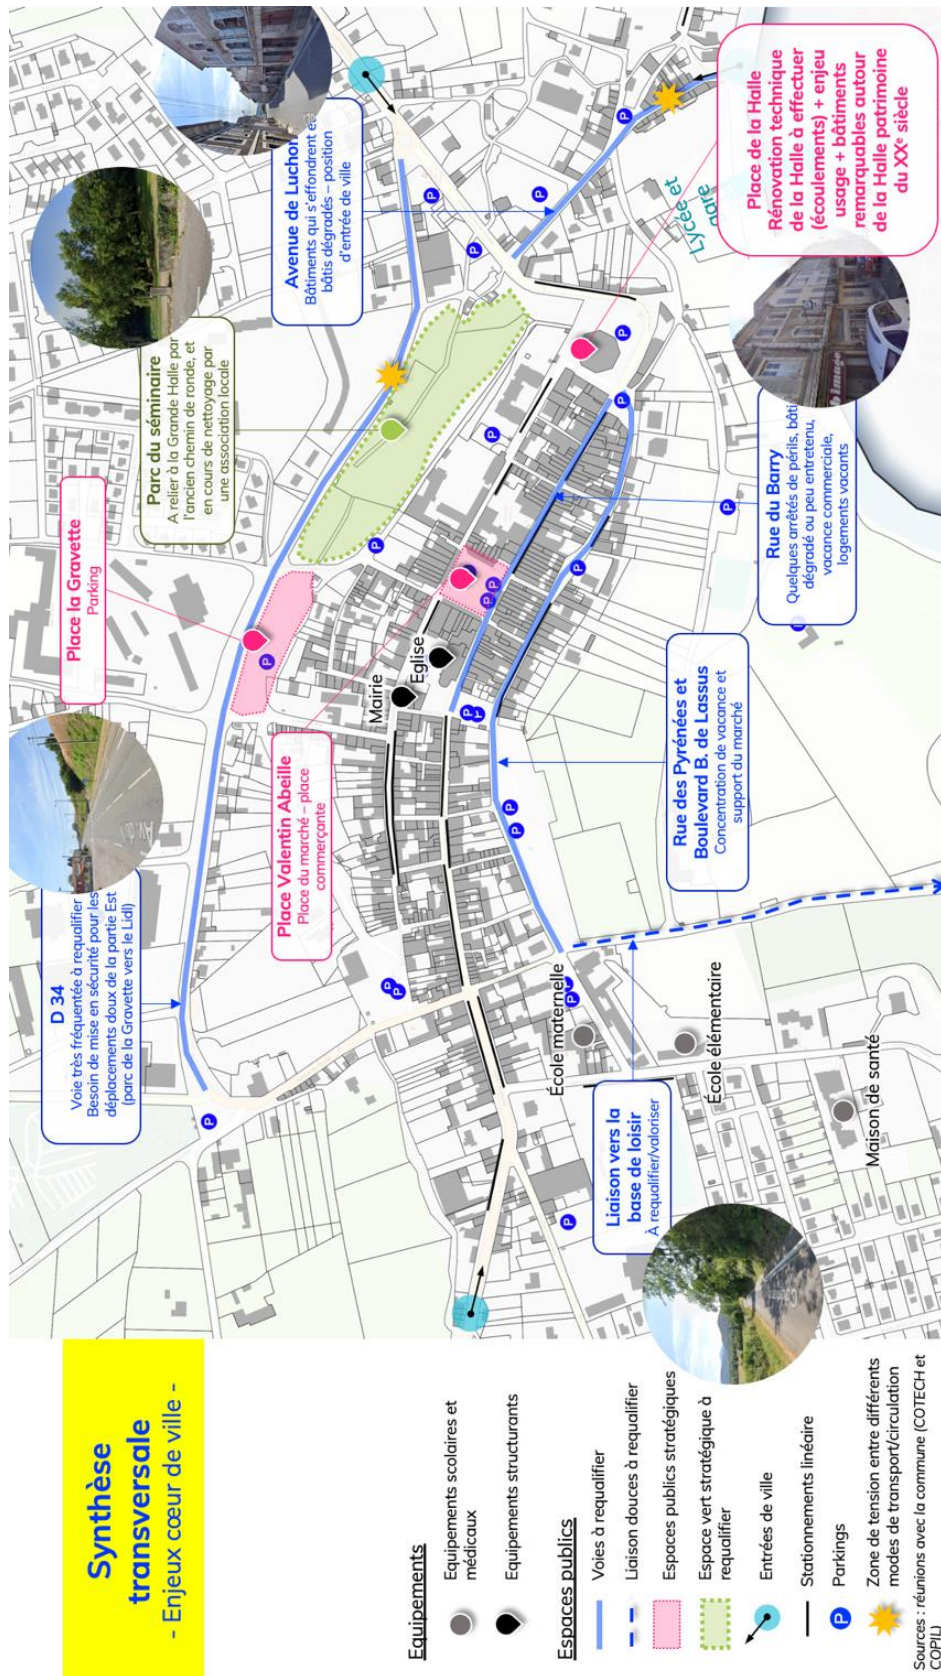 Synthèse
transversale
- Enjeux cœur de ville -
Equipements
Equipements scolaires et
médicaux
Equipements structurants
Espaces publics
Voies à requalifier
Liaison douces à requalifier
Espaces publics stratégiques
Espace vert stratégique à
requalifier
Entrées de ville
Stationnements linéaire
P
Parkings
Zone de tension entre différents
modes de transport/circulation
Sources : réunions avec la commune (COTECH et
COPIL)
D 34
Voie très fréquentée à requalifier
Besoin de mise en sécurité pour les
déplacements doux de la partie Est
(parc de la Gravette vers le Lidl)
Place la Gravette
Parking
Parc du séminaire
A relier à la Grande Halle par
l'ancien chemin de ronde, et
en cours de nettoyage par
une association locale
Avenue de Luchon
Bâtiments qui s'effondrent et
bâtis dégradés – position
d'entrée de ville
Place Valentin Abeille
Place du marché – place
commerçante
Mairie
Eglise
École maternelle
École élémentaire
Maison de santé
Liaison vers la
base de loisir
À requalifier/valoriser
Rue des Pyrénées et
Boulevard B. de Lassus
Concentration de vacance et
support du marché
Rue du Barry
Quelques arrêtés de périls, bâti
dégradé ou peu entretenu,
vacance commerciale,
logements vacants
Lycée et
gare
Place de la Halle
Rénovation technique
de la Halle à effectuer
(écoulements) + enjeu
usage + bâtiments
remarquables autour
de la Halle patrimoine
du XXᵉ siècle